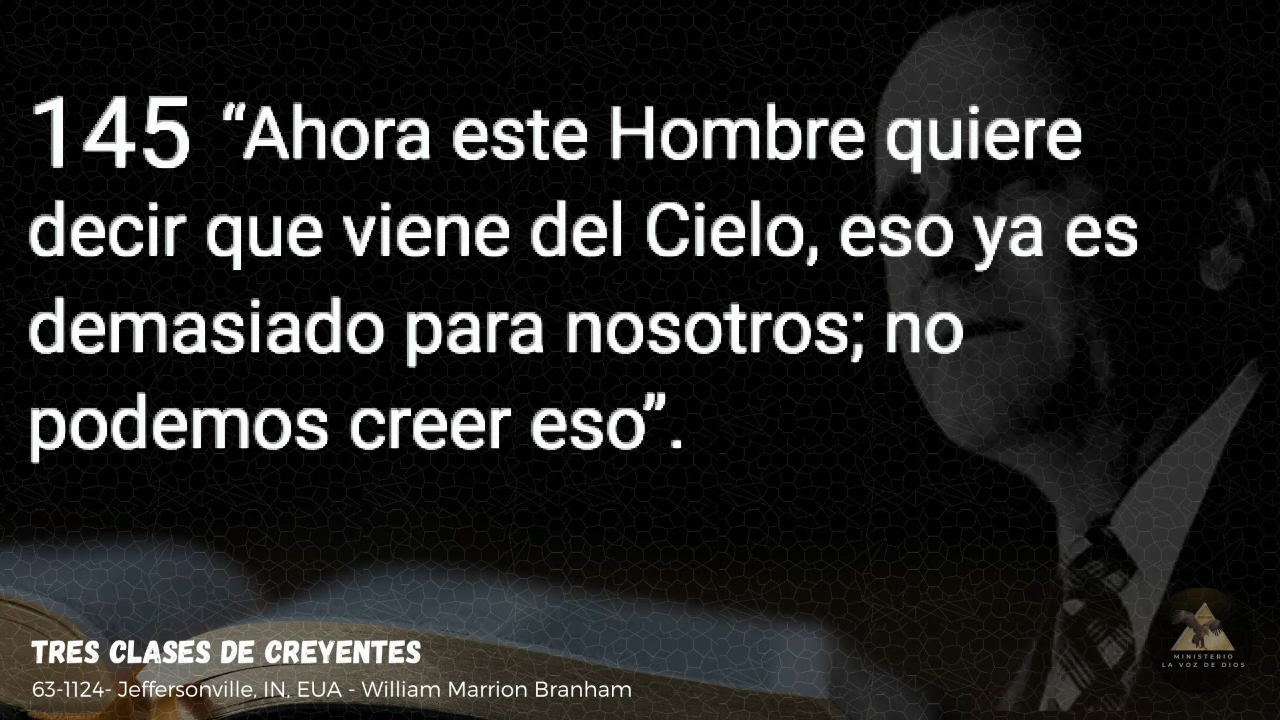 145 “Ahora este Hombre quiere
decir que viene del Cielo, eso ya es
demasiado para nosotros; no
podemos creer eso”.
TRES CLASES DE CREYENTES
63-1124- Jeffersonville, IN, EUA - William Marrion Branham
MINISTERIO
LA VOZ DE DIOS